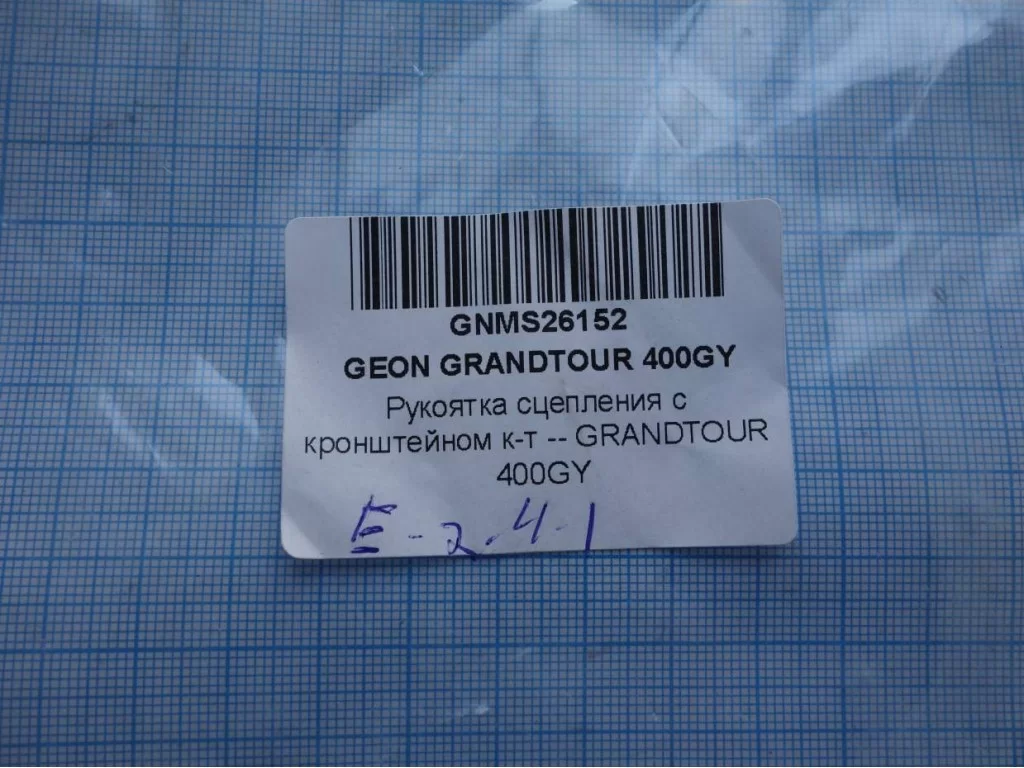 GNMS26152
GEON GRANDTOUR 400GY
Рукоятка сцепления с
кронштейном к-т -- GRANDTOUR
400GY
E-2.4-1